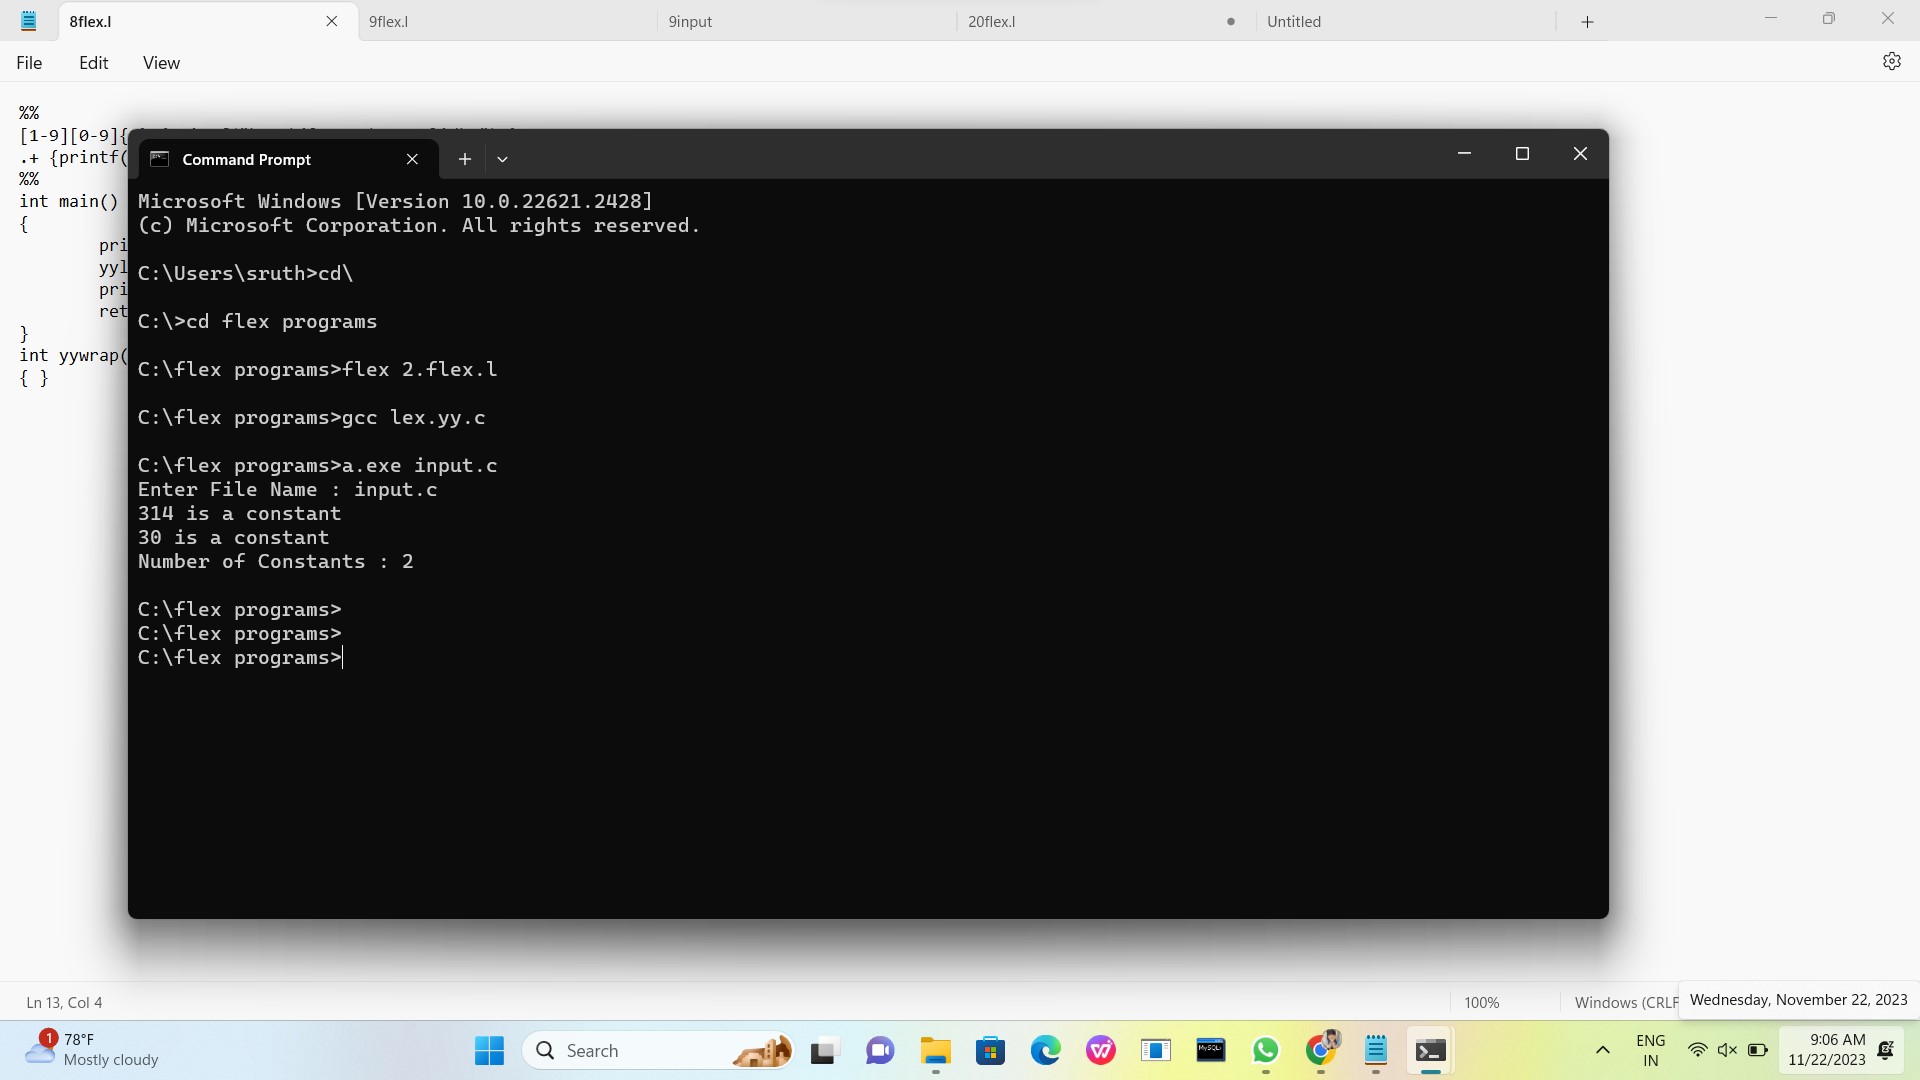 8flex.l
9flex.l
9input
20flex.l
Untitled
File
Edit
View
%%
[1-9][0-9]{
.+ {printf(
%%
int main()
{
pri
yyl
pri
ret
}
int yywrap(
{ }
Command Prompt
Microsoft Windows [Version 10.0.22621.2428]
(c) Microsoft Corporation. All rights reserved.
C:\Users\sruth>cd\
C:\>cd flex programs
C:\flex programs>flex 2.flex.l
C:\flex programs>gcc lex.yy.c
C:\flex programs>a.exe input.c
Enter File Name : input.c
314 is a constant
30 is a constant
Number of Constants : 2
C:\flex programs>
C:\flex programs>
C:\flex programs>
Ln 13, Col 4
100%
Windows (CRLF
Wednesday, November 22, 2023
1
78°F
Mostly cloudy
Search
MySQL
ENG
IN
9:06 AM
11/22/2023